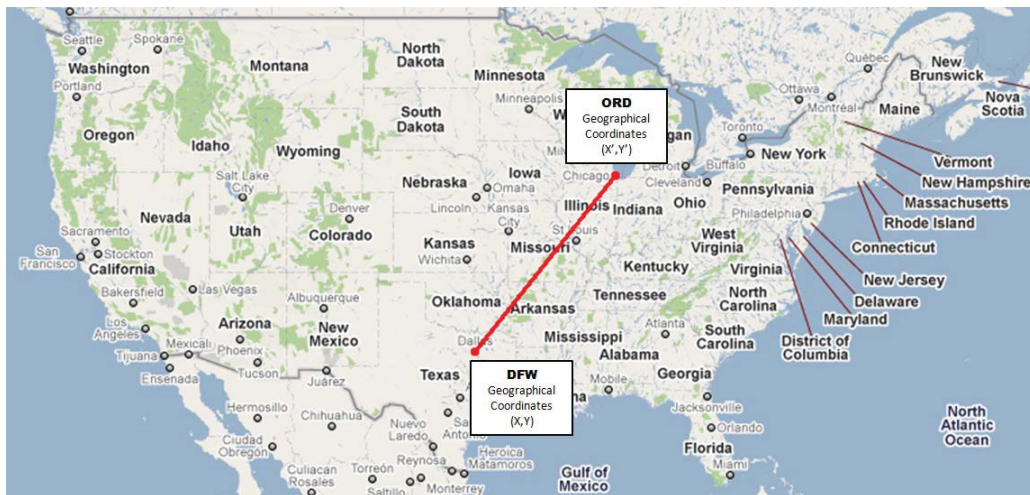 Seattle
Spokane
Washington
Portland
Oregon
Idaho
Montana
Wyoming
North
Dakota
South
Dakota
Minnesota
Minneapolis
Nebraska
Iowa
Omaha
Lincoln
Salt Lake
City
Nevada
Utah
Denver
Colorado
Kansas
Wichita
Kansas
City
Missouri
St Louis
Sacramento
San
Francisco
Stockton
California
Las Vegas
Bakersfield
Los
Angeles
Arizona
Phoenix
Tucson
Albuquerque
New
Mexico
Oklahoma
Arkansas
Dallas
Texas
Tijuana
Mexicali
Ensenada
Juárez
Hermosillo
Chihuahua
Ciudad
Obregón
Culiacan
Rosales
Torreón
Saltillo
Nuevo
Laredo
Reynosa
Monterrey
Heroica
Matamoros
Antonio
ORD
Geographical
Coordinates
(X',Y')
DFW
Geographical
Coordinates
(X,Y)
Chicago
Detroit
Illinois
Indiana
Ohio
Cleveland
Toronto
Buffalo
Ottawa
Montréal
Québec
New
Brunswick
Nova
Scotia
Maine
New York
Pennsylvania
Philadelphia
West
Virginia
Virginia
Kentucky
Tennessee
North
Carolina
South
Carolina
Mississippi
Alabama
Atlanta
Georgia
Mobile
Jacksonville
Orlando
Florida
Miami
Gulf of
Mexico
North
Atlantic
Ocean
Vermont
New Hampshire
Massachusetts
Rhode Island
Connecticut
New Jersey
Delaware
Maryland
District of
Columbia